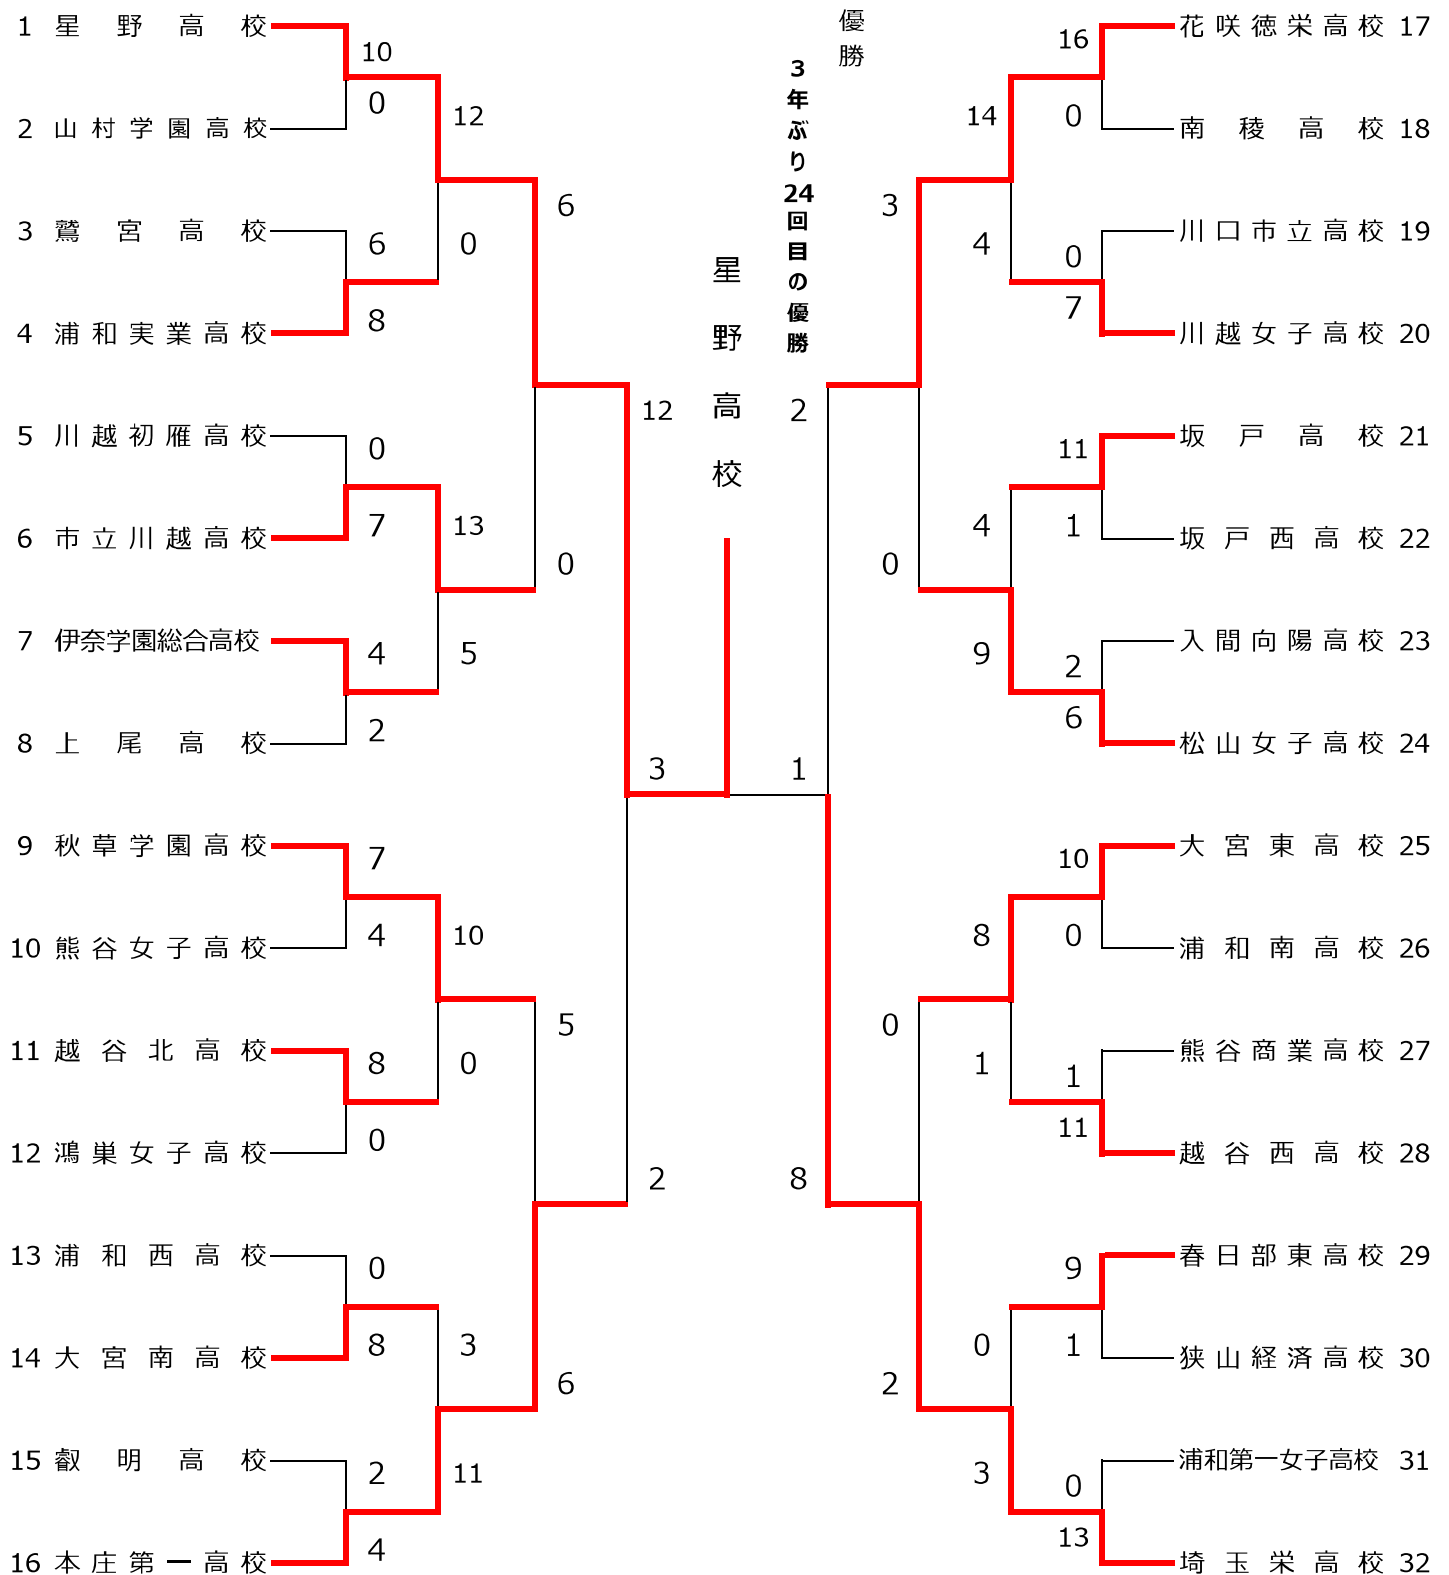 1 星野高校
10
0
2 山村学園高校
12
3 鷲宮高校
6
0
8
4 浦和実業高校
6
5 川越初雁高校
0
7
6 市立川越高校
13
0
7 伊奈学園総合高校
4
5
2
8 上尾高校
12
3
9 秋草学園高校
7
4
10 熊谷女子高校
10
11 越谷北高校
8
0
0
12 鴻巣女子高校
5
2
13 浦和西高校
0
8
14 大宮南高校
3
6
15 叡明高校
2
11
4
16 本庄第一高校
優勝
3年ぶり24回目の優勝
星野高校
花咲徳栄高校 17
16
0
南稜高校 18
14
3
川口市立高校 19
4
0
7
川越女子高校 20
2
坂戸高校 21
11
1
坂戸西高校 22
4
0
入間向陽高校 23
9
2
6
松山女子高校 24
1
大宮東高校 25
10
0
浦和南高校 26
8
0
熊谷商業高校 27
1
1
11
越谷西高校 28
8
春日部東高校 29
9
1
狭山経済高校 30
0
2
浦和第一女子高校 31
3
0
13
埼玉栄高校 32